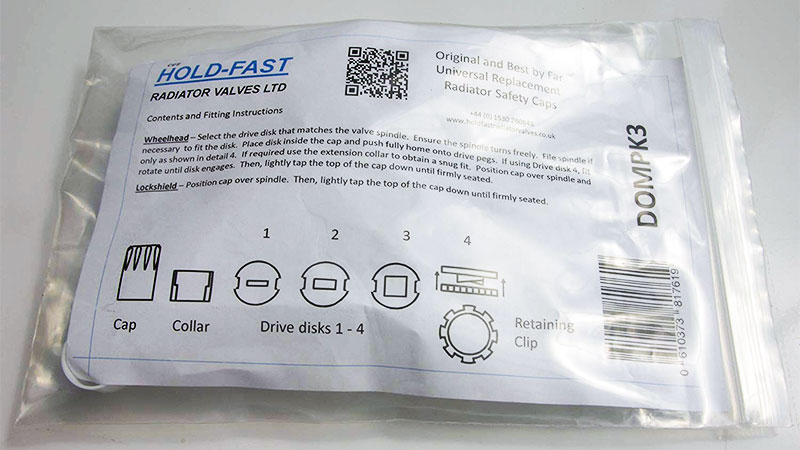 HOLD-FAST
RADIATOR VALVES LTD
Original and Best by Far
Universal Replacement
Radiator Safety Caps
www.holdfastradiatorvalves.co.uk
Contents and Fitting Instructions
Wheelhead – Select the drive disk that matches the valve spindle. Ensure the spindle turns freely. File spindle if
necessary to fit the disk. Place disk inside the cap and push fully home onto drive pegs. If using Drive disk 4, fit
only as shown in detail 4. If required use the extension collar to obtain a snug fit. Position cap over spindle and
rotate until disk engages. Then, lightly tap the top of the cap down until firmly seated.
Lockshield – Position cap over spindle. Then, lightly tap the top of the cap down until firmly seated.
1 2 3 4
Cap Collar Drive disks 1 - 4 Retaining
Clip
DOMPK3
0 610373 817619